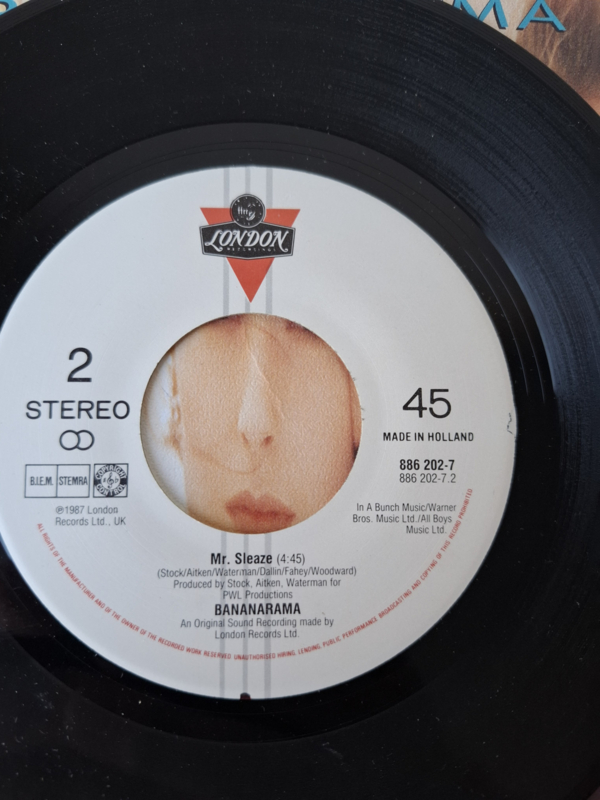 MA
LONDON
RECORDINGS
2
STEREO
45
MADE IN HOLLAND
B.I.E.M. STEMRA COPYRIGHT CONTROL
886 202-7
886 202-7.2
℗1987 London
Records Ltd., UK
In A Bunch Music/Warner
Bros. Music Ltd./All Boys
Music Ltd.
Mr. Sleaze (4:45)
(Stock/Aitken/Waterman/Dallin/Fahey/Woodward)
Produced by Stock, Aitken, Waterman for
PWL Productions
BANANARAMA
An Original Sound Recording made by
London Records Ltd.
ALL RIGHTS OF THE MANUFACTURER AND OF THE OWNER OF THE RECORDED WORK RESERVED UNAUTHORISED HIRING, LENDING, PUBLIC PERFORMANCE BROADCASTING AND COPYING OF THIS RECORD PROHIBITED.